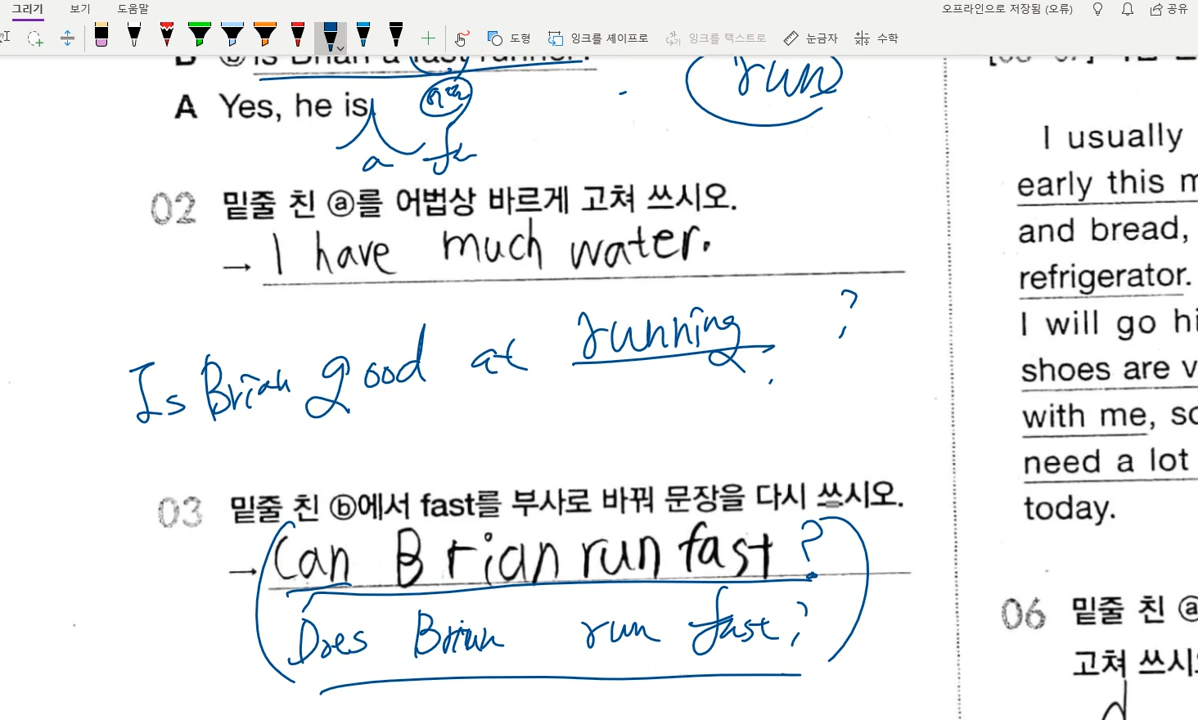 그리기 보기 도움말 오프라인으로 저장됨 (오류) 공유
도형 잉크를 셰이프로 잉크를 텍스트로 눈금자 수학
B ⓑ Is Brian a fast runner?
run
A Yes, he is
a
02 밑줄 친 ⓐ를 어법상 바르게 고쳐 쓰시오.
→ I have much water.
Is Brian good at running ?
03 밑줄 친 ⓑ에서 fast를 부사로 바꿔 문장을 다시 쓰시오.
→ Can Brian run fast?
Does Brian run fast?
I usually
early this m
and bread,
refrigerator.
I will go hi
shoes are v
with me, so
need a lot
today.
06 밑줄 친 ⓐ
고쳐 쓰시오